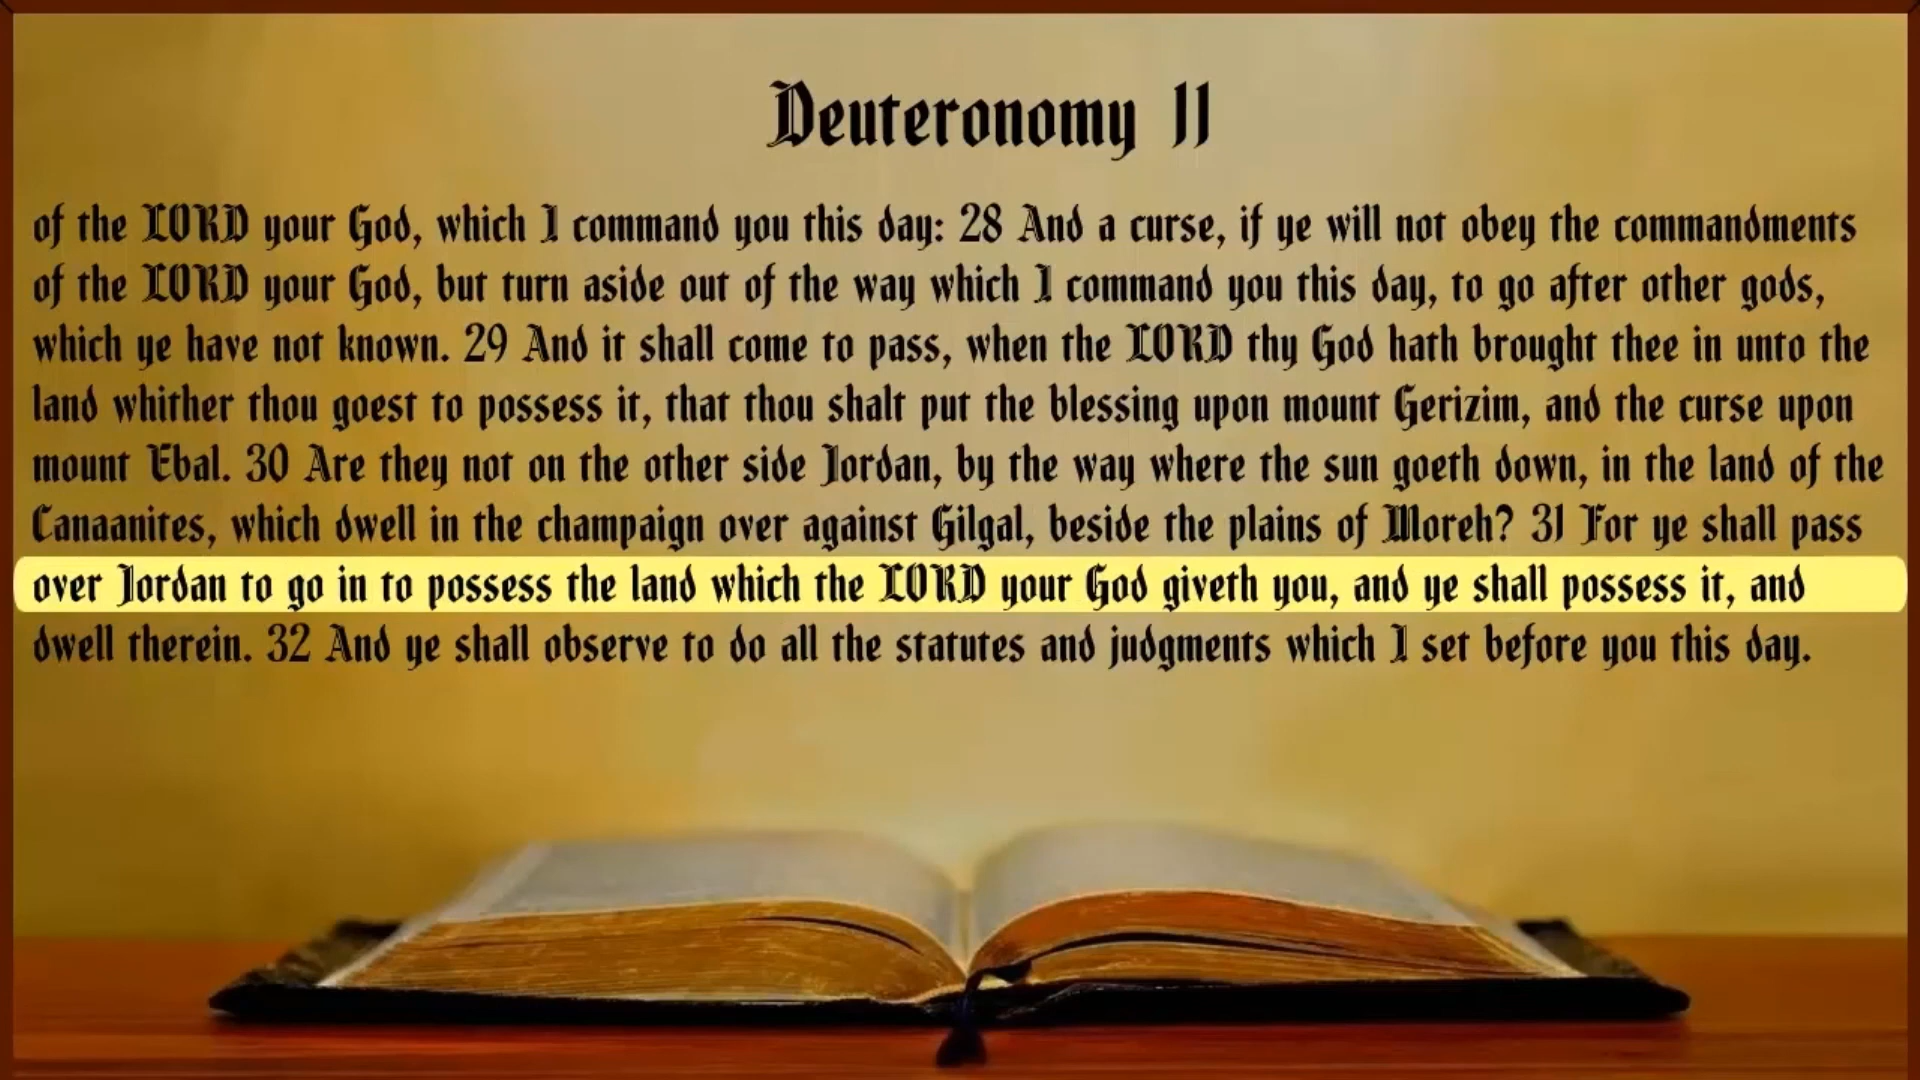 Deuteronomy 11
of the LORD your God, which I command you this day: 28 And a curse, if ye will not obey the commandments
of the LORD your God, but turn aside out of the way which I command you this day, to go after other gods,
which ye have not known. 29 And it shall come to pass, when the LORD thy God hath brought thee in unto the
land whither thou goest to possess it, that thou shalt put the blessing upon mount Gerizim, and the curse upon
mount Ebal. 30 Are they not on the other side Jordan, by the way where the sun goeth down, in the land of the
Canaanites, which dwell in the champaign over against Gilgal, beside the plains of Moreh? 31 For ye shall pass
over Jordan to go in to possess the land which the LORD your God giveth you, and ye shall possess it, and
dwell therein. 32 And ye shall observe to do all the statutes and judgments which I set before you this day.